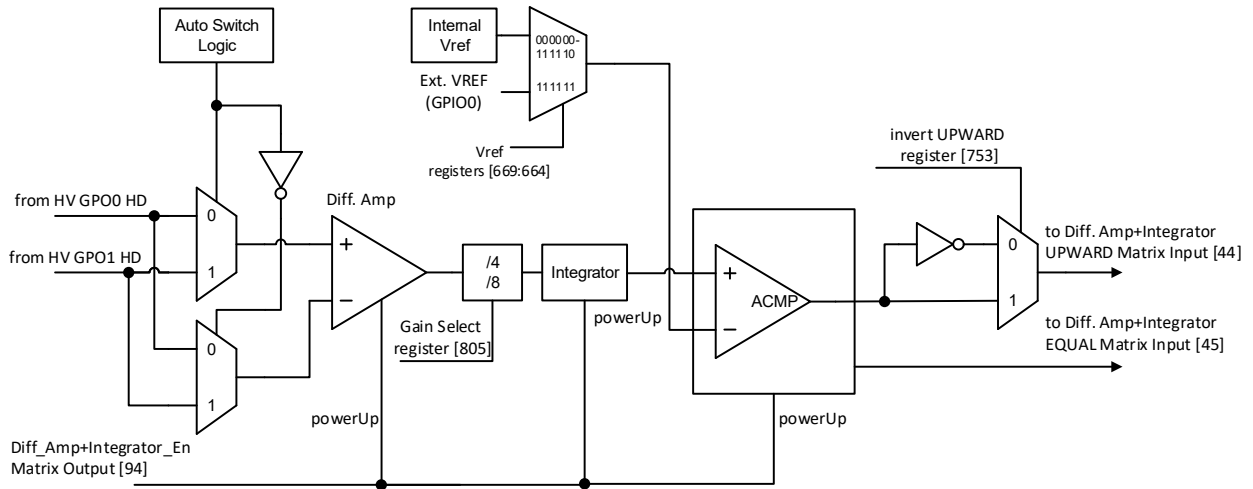 Auto Switch
Logic
Internal
Vref
000000-
111110
111111
Ext. VREF
(GPIO0)
Vref
registers [669:664]
invert UPWARD
register [753]
from HV GPO0 HD
from HV GPO1 HD
0
1
0
1
Diff. Amp
+
−
/4
/8
Gain Select
register [805]
Integrator
powerUp
+
−
ACMP
0
1
to Diff. Amp+Integrator
UPWARD Matrix Input [44]
to Diff. Amp+Integrator
EQUAL Matrix Input [45]
powerUp
powerUp
Diff_Amp+Integrator_En
Matrix Output [94]